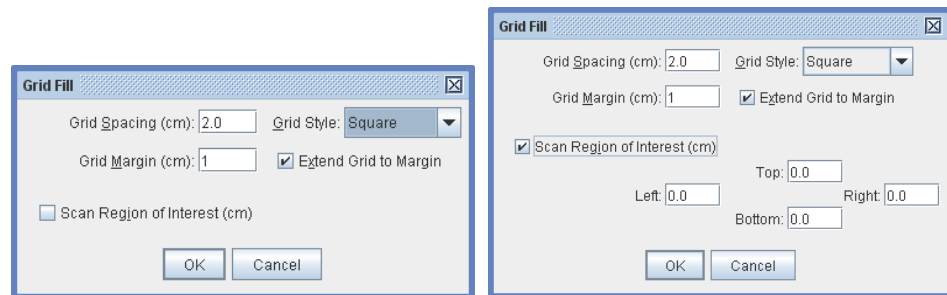 Grid Fill
Grid Spacing (cm): 2.0 Grid Style: Square
Grid Margin (cm): 1 Extend Grid to Margin
Scan Region of Interest (cm)
OK Cancel
Grid Fill
Grid Spacing (cm): 2.0 Grid Style: Square
Grid Margin (cm): 1 Extend Grid to Margin
Scan Region of Interest (cm)
Top: 0.0
Left: 0.0 Right: 0.0
Bottom: 0.0
OK Cancel